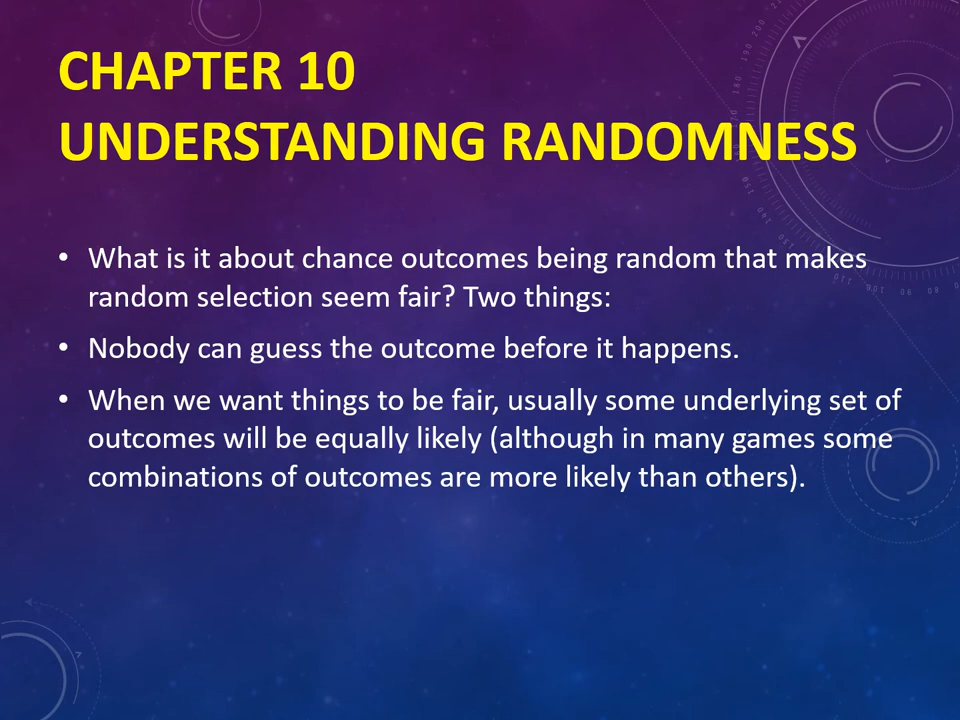 CHAPTER 10
UNDERSTANDING RANDOMNESS
• What is it about chance outcomes being random that makes
random selection seem fair? Two things:
• Nobody can guess the outcome before it happens.
• When we want things to be fair, usually some underlying set of
outcomes will be equally likely (although in many games some
combinations of outcomes are more likely than others).